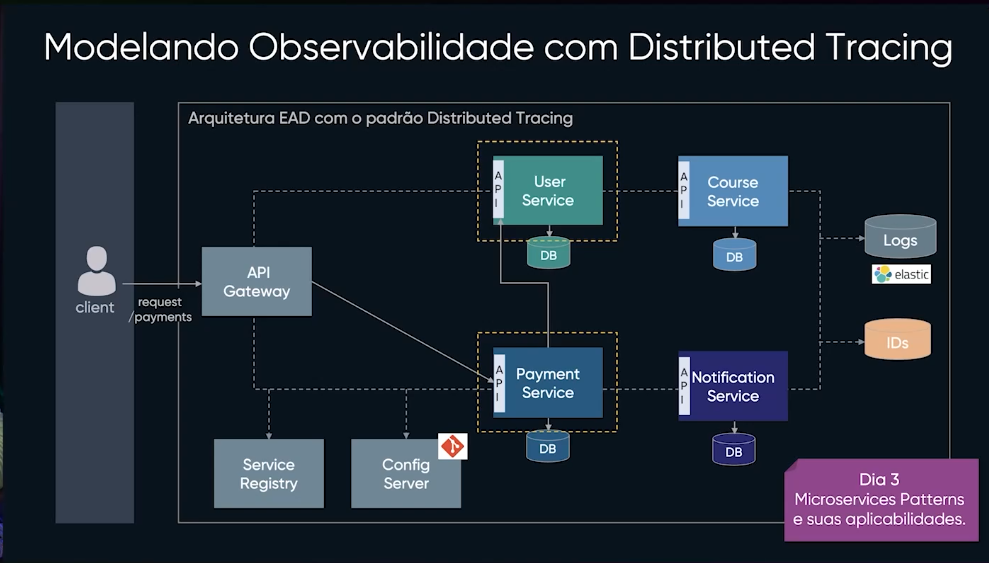 Modelando Observabilidade com Distributed Tracing
Arquitetura EAD com o padrão Distributed Tracing
client
request
/payments
API
Gateway
API
User
Service
DB
API
Course
Service
DB
Logs
elastic
IDs
API
Payment
Service
DB
API
Notification
Service
DB
Service
Registry
Config
Server
Dia 3
Microservices Patterns
e suas aplicabilidades.